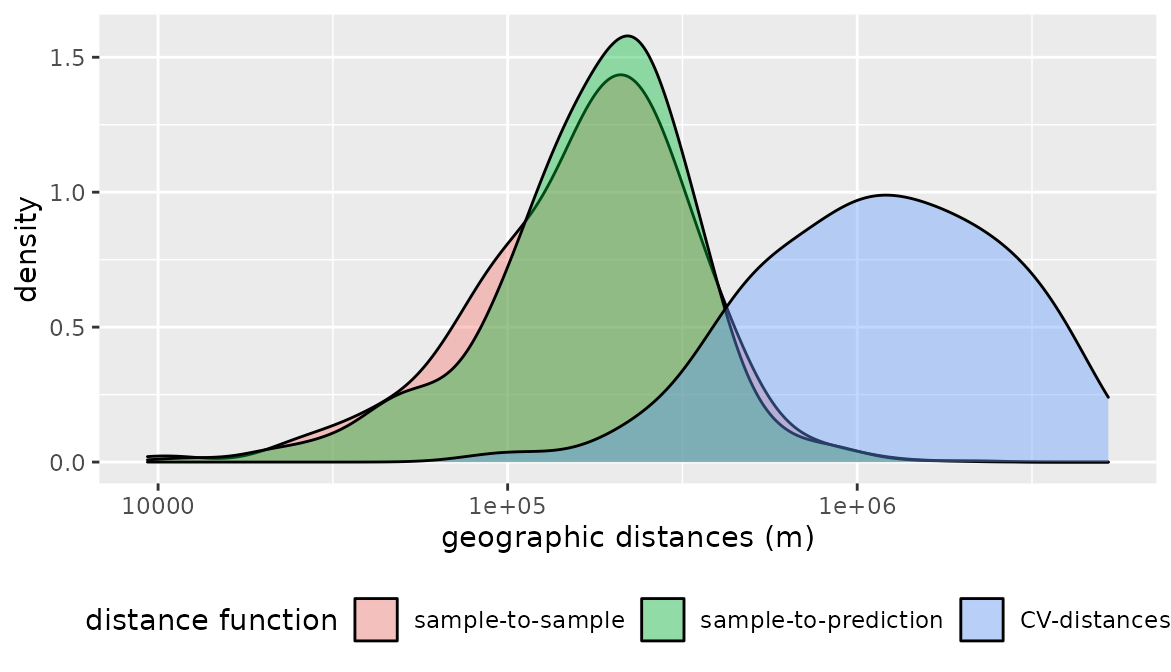 1.5
1.0
0.5
0.0
density
10000
1e+05
1e+06
geographic distances (m)
distance function
sample-to-sample
sample-to-prediction
CV-distances